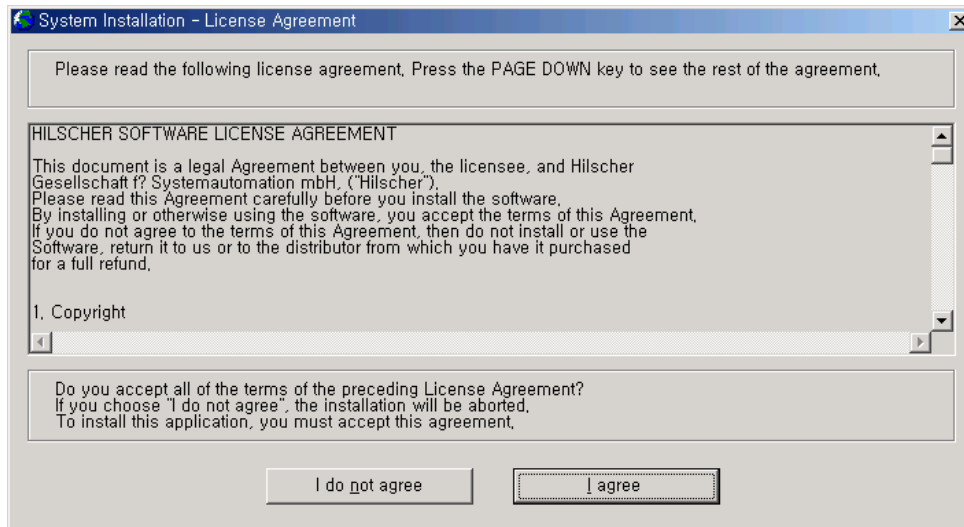 System Installation - License Agreement
Please read the following license agreement. Press the PAGE DOWN key to see the rest of the agreement.
HILSCHER SOFTWARE LICENSE AGREEMENT
This document is a legal Agreement between you, the licensee, and Hilscher
Gesellschaft f? Systemautomation mbH, ("Hilscher").
Please read this Agreement carefully before you install the software.
By installing or otherwise using the software, you accept the terms of this Agreement.
If you do not agree to the terms of this Agreement, then do not install or use the
Software, return it to us or to the distributor from which you have it purchased
for a full refund.
1. Copyright
Do you accept all of the terms of the preceding License Agreement?
If you choose "I do not agree", the installation will be aborted.
To install this application, you must accept this agreement.
I do not agree
I agree